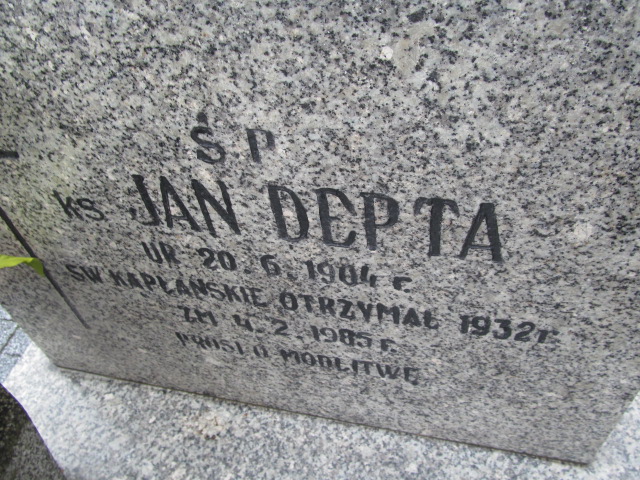 Ś P
KS JAN DEPTA
UR 20.6.1904 r.
ŚW KAPŁAŃSKIE OTRZYMAŁ 1932 r.
ZM 4.2.1985 r.
PROSI O MODLITWĘ